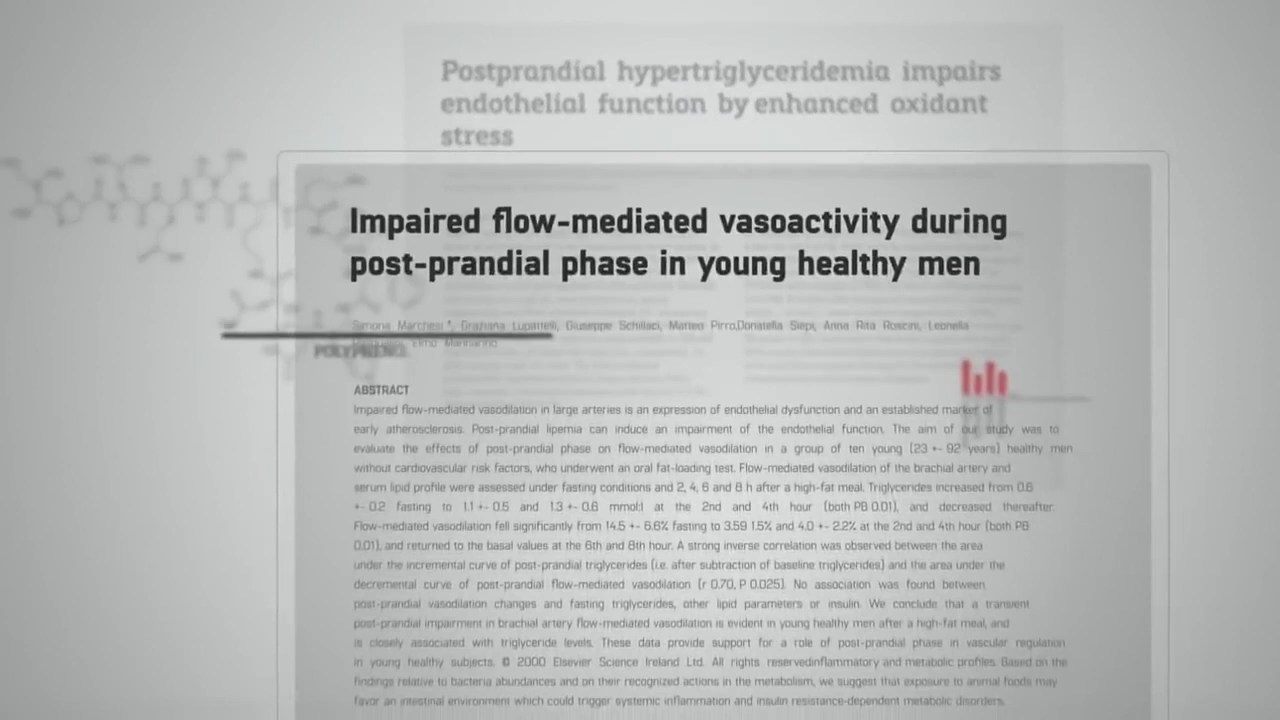 Postprandial hypertriglyceridemia impairs
endothelial function by enhanced oxidant
stress
Impaired flow-mediated vasoactivity during
post-prandial phase in young healthy men
Simona Marchesi*, Graziana Lupattelli, Giuseppe Schillaci, Matteo Pirro,Donatella Siepi, Anna Rita Roscini, Leonella
Elmo Mannarino
ABSTRACT
Impaired flow-mediated vasodilation in large arteries is an expression of endothelial dysfunction and an established marker of
early atherosclerosis. Post-prandial lipemia can induce an impairment of the endothelial function. The aim of our study was to
evaluate the effects of post-prandial phase on flow-mediated vasodilation in a group of ten young (23 +- 92 years) healthy men
without cardiovascular risk factors, who underwent an oral fat-loading test. Flow-mediated vasodilation of the brachial artery and
serum lipid profile were assessed under fasting conditions and 2, 4, 6 and 8 h after a high-fat meal. Triglycerides increased from 0.6
+- 0.2 fasting to 1.1 +- 0.5 and 1.3 +- 0.6 mmol:l at the 2nd and 4th hour (both PB 0.01), and decreased thereafter.
Flow-mediated vasodilation fell significantly from 14.5 +- 6.6% fasting to 3.59 1.5% and 4.0 +- 2.2% at the 2nd and 4th hour (both PB
0.01), and returned to the basal values at the 6th and 8th hour. A strong inverse correlation was observed between the area
under the incremental curve of post-prandial triglycerides (i.e. after subtraction of baseline triglycerides) and the area under the
decremental curve of post-prandial flow-mediated vasodilation (r 0.70, P 0.025). No association was found between
post-prandial vasodilation changes and fasting triglycerides, other lipid parameters or insulin. We conclude that a transient
post-prandial impairment in brachial artery flow-mediated vasodilation is evident in young healthy men after a high-fat meal, and
is closely associated with triglyceride levels. These data provide support for a role of post-prandial phase in vascular regulation
in young healthy subjects. © 2000 Elsevier Science Ireland Ltd. All rights reservedinflammatory and metabolic profiles. Based on the
findings relative to bacteria abundances and on their recognized actions in the metabolism, we suggest that exposure to animal foods may
favor an intestinal environment which could trigger systemic inflammation and insulin resistance-dependent metabolic disorders.